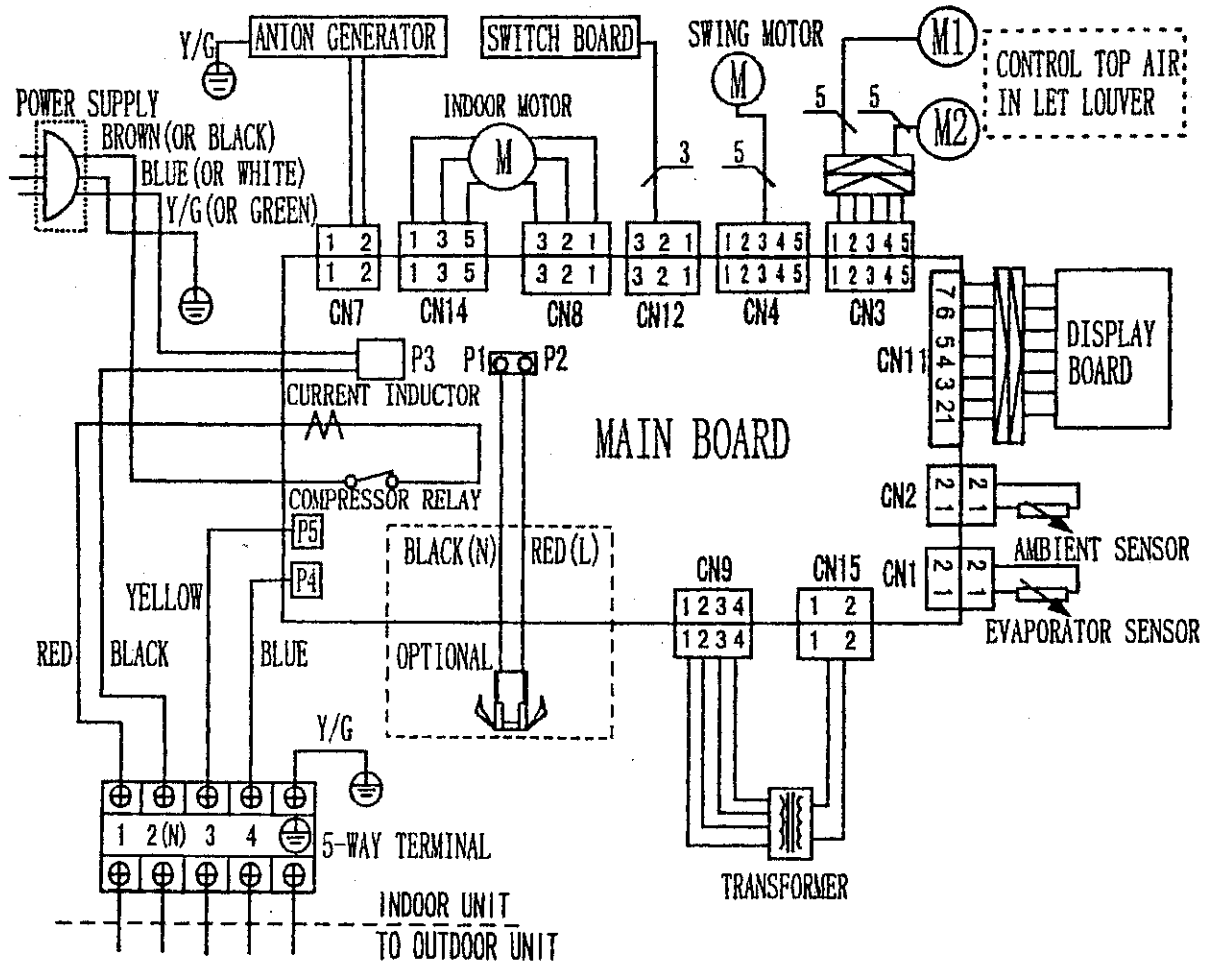 Y/G
ANION GENERATOR
SWITCH BOARD
SWING MOTOR
M
M1
CONTROL TOP AIR
IN LET LOUVER
M2
5
5
POWER SUPPLY
BROWN(OR BLACK)
BLUE(OR WHITE)
Y/G(OR GREEN)
INDOOR MOTOR
M
3
5
1 2
1 3 5
3 2 1
3 2 1
1 2 3 4 5
1 2 3 4 5
1 2
1 3 5
3 2 1
3 2 1
1 2 3 4 5
1 2 3 4 5
CN7
CN14
CN8
CN12
CN4
CN3
7 6 5 4 3 2 1
CN11
DISPLAY
BOARD
P3
P1
P2
CURRENT INDUCTOR
MAIN BOARD
COMPRESSOR RELAY
CN2
2 1
2 1
AMBIENT SENSOR
P5
P4
BLACK(N)
RED(L)
CN9
CN15
CN1
2 1
2 1
EVAPORATOR SENSOR
1 2 3 4
1 2
1 2 3 4
1 2
YELLOW
RED
BLACK
BLUE
OPTIONAL
Y/G
1 2(N) 3 4
5-WAY TERMINAL
TRANSFORMER
INDOOR UNIT
TO OUTDOOR UNIT